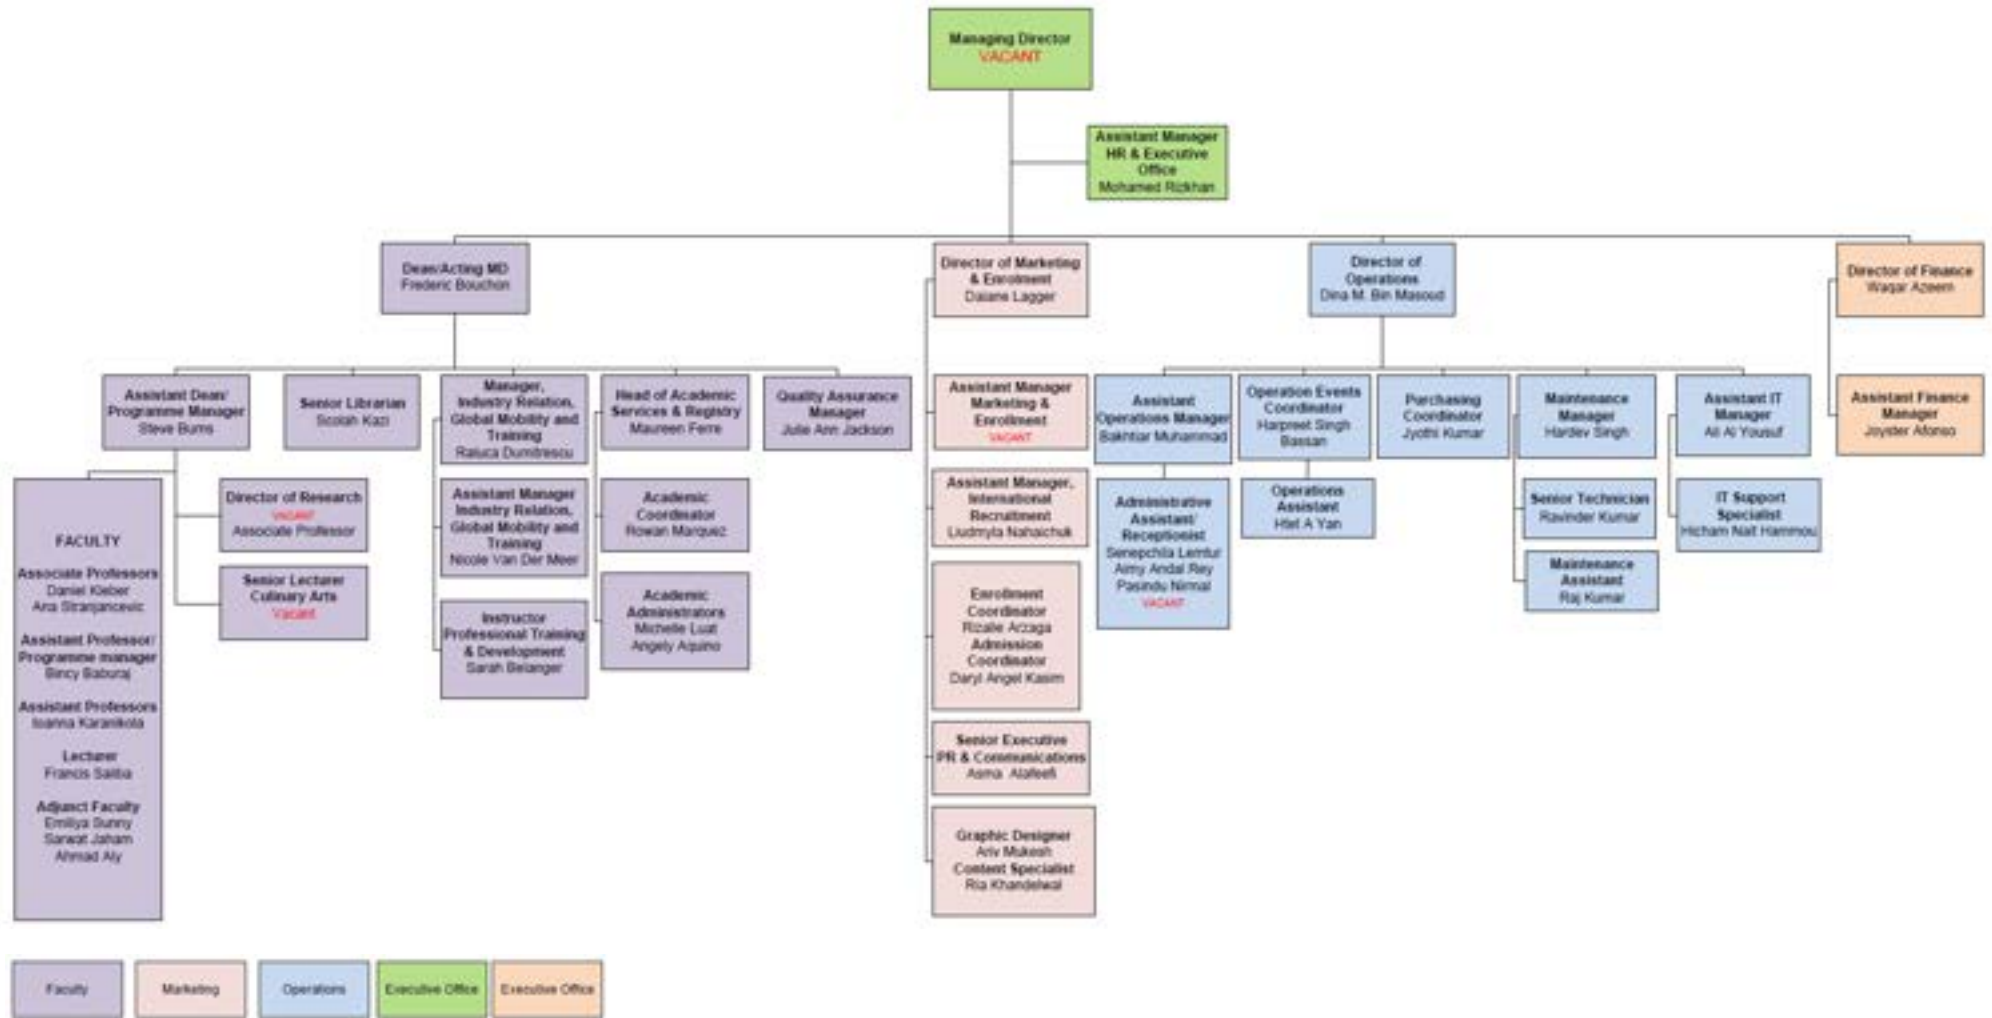 Managing Director
VACANT
Assistant Manager
HR & Executive
Office
Mohamed Rizkhan
Dean/Acting MD
Frederic Bouchon
Director of Marketing
& Enrolment
Daiane Lagger
Director of
Operations
Dina M. Bin Masoud
Director of Finance
Waqar Azeem
Assistant Dean/
Programme Manager
Steve Burns
Senior Librarian
Kazi
Manager,
Industry Relation,
Global Mobility and
Training
Raluca Dumitrescu
Head of Academic
Services & Registry
Maureen Ferre
Quality Assurance
Manager
Julie Ann Jackson
Assistant Manager
Marketing &
Enrollment
VACANT
Assistant
Operations Manager
Bakhtiar Muhammad
Operation Events
Coordinator
Harpreet Singh
Bassan
Purchasing
Coordinator
Jyothi Kumar
Maintenance
Manager
Hardev Singh
Assistant IT
Manager
Ali Al Yousuf
Assistant Finance
Manager
Joyster Afonso
FACULTY
Associate Professors
Daniel Kleber
Ana Stranjancevic
Assistant Professor/
Programme manager
Bincy Baburaj
Assistant Professors
Ioanna Karanikola
Lecturer
Francis Saliba
Adjunct Faculty
Emiliya Sunny
Sarwat Jaham
Ahmad Aly
Director of Research
VACANT
Associate Professor
Senior Lecturer
Culinary Arts
Vacant
Assistant Manager
Industry Relation,
Global Mobility and
Training
Nicole Van Der Meer
Instructor
Professional Training
& Development
Sarah Belanger
Academic
Coordinator
Rowan Marquez
Academic
Administrators
Michelle Luat
Angely Aquino
Assistant Manager,
International
Recruitment
Liudmyla Nahaichuk
Enrollment
Coordinator
Rizalie Arzaga
Admission
Coordinator
Daryl Angel Kasim
Senior Executive
PR & Communications
Asma
Graphic Designer
Ariv Mukesh
Content Specialist
Ria Khandelwal
Administrative
Assistant/
Receptionist
Senepchila Lemtur
Aimy Andal Rey
Pasindu Nirmal
VACANT
Operations
Assistant
Htet A Yan
Senior Technician
Ravinder Kumar
Maintenance
Assistant
Raj Kumar
IT Support
Specialist
Hicham Nait Hammou
Faculty
Marketing
Operations
Executive Office
Executive Office